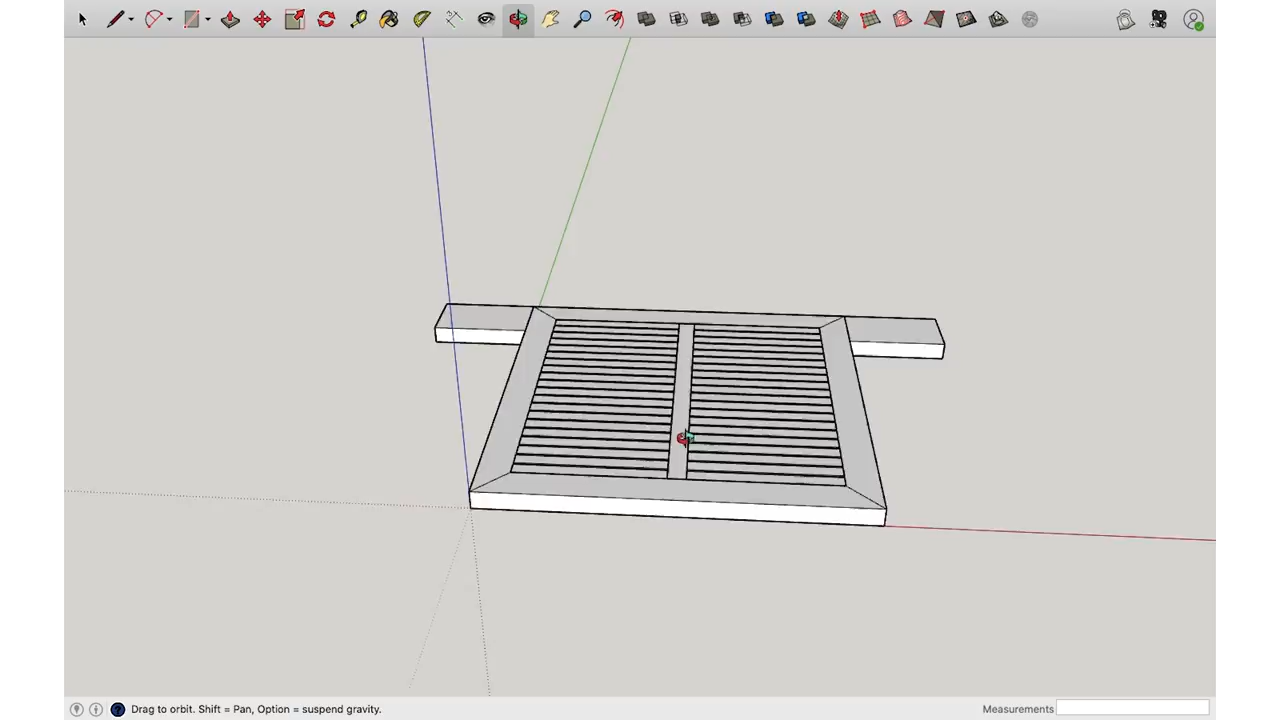 Drag to orbit. Shift = Pan, Option = suspend gravity.
Measurements